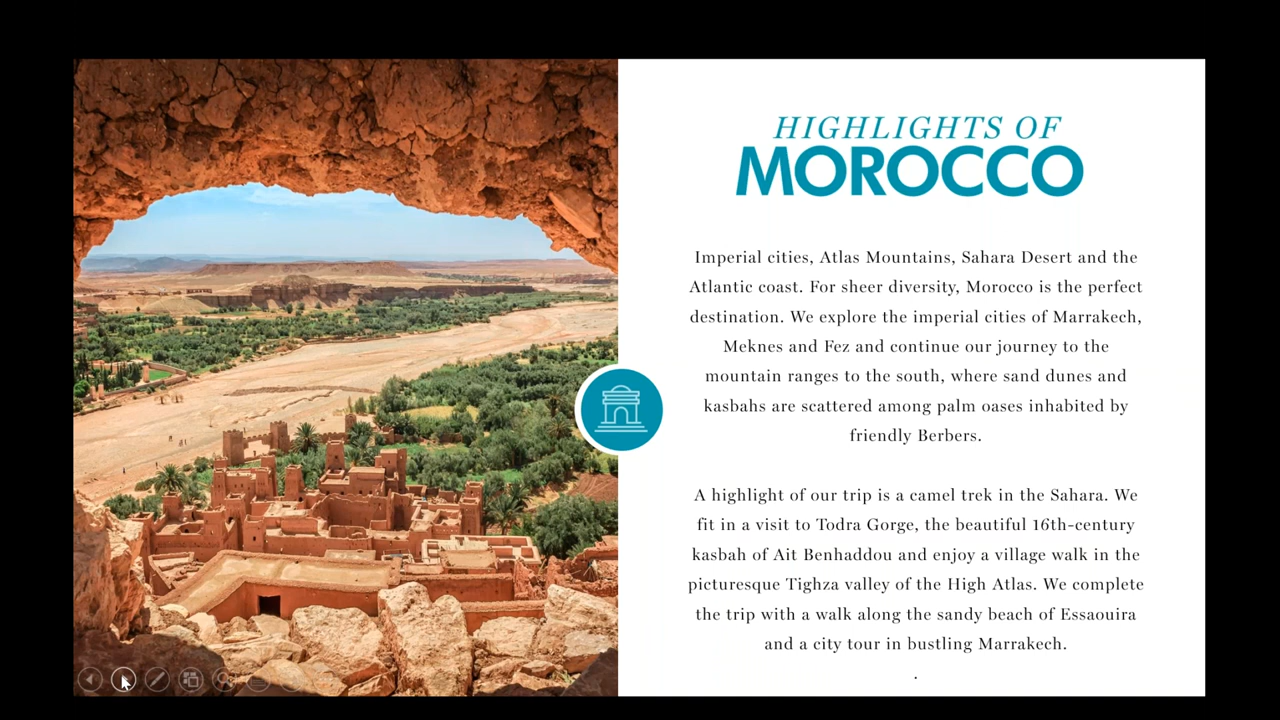 HIGHLIGHTS OF
MOROCCO
Imperial cities, Atlas Mountains, Sahara Desert and the
Atlantic coast. For sheer diversity, Morocco is the perfect
destination. We explore the imperial cities of Marrakech,
Meknes and Fez and continue our journey to the
mountain ranges to the south, where sand dunes and
kasbahs are scattered among palm oases inhabited by
friendly Berbers.
A highlight of our trip is a camel trek in the Sahara. We
fit in a visit to Todra Gorge, the beautiful 16th-century
kasbah of Ait Benhaddou and enjoy a village walk in the
picturesque Tighza valley of the High Atlas. We complete
the trip with a walk along the sandy beach of Essaouira
and a city tour in bustling Marrakech.
.